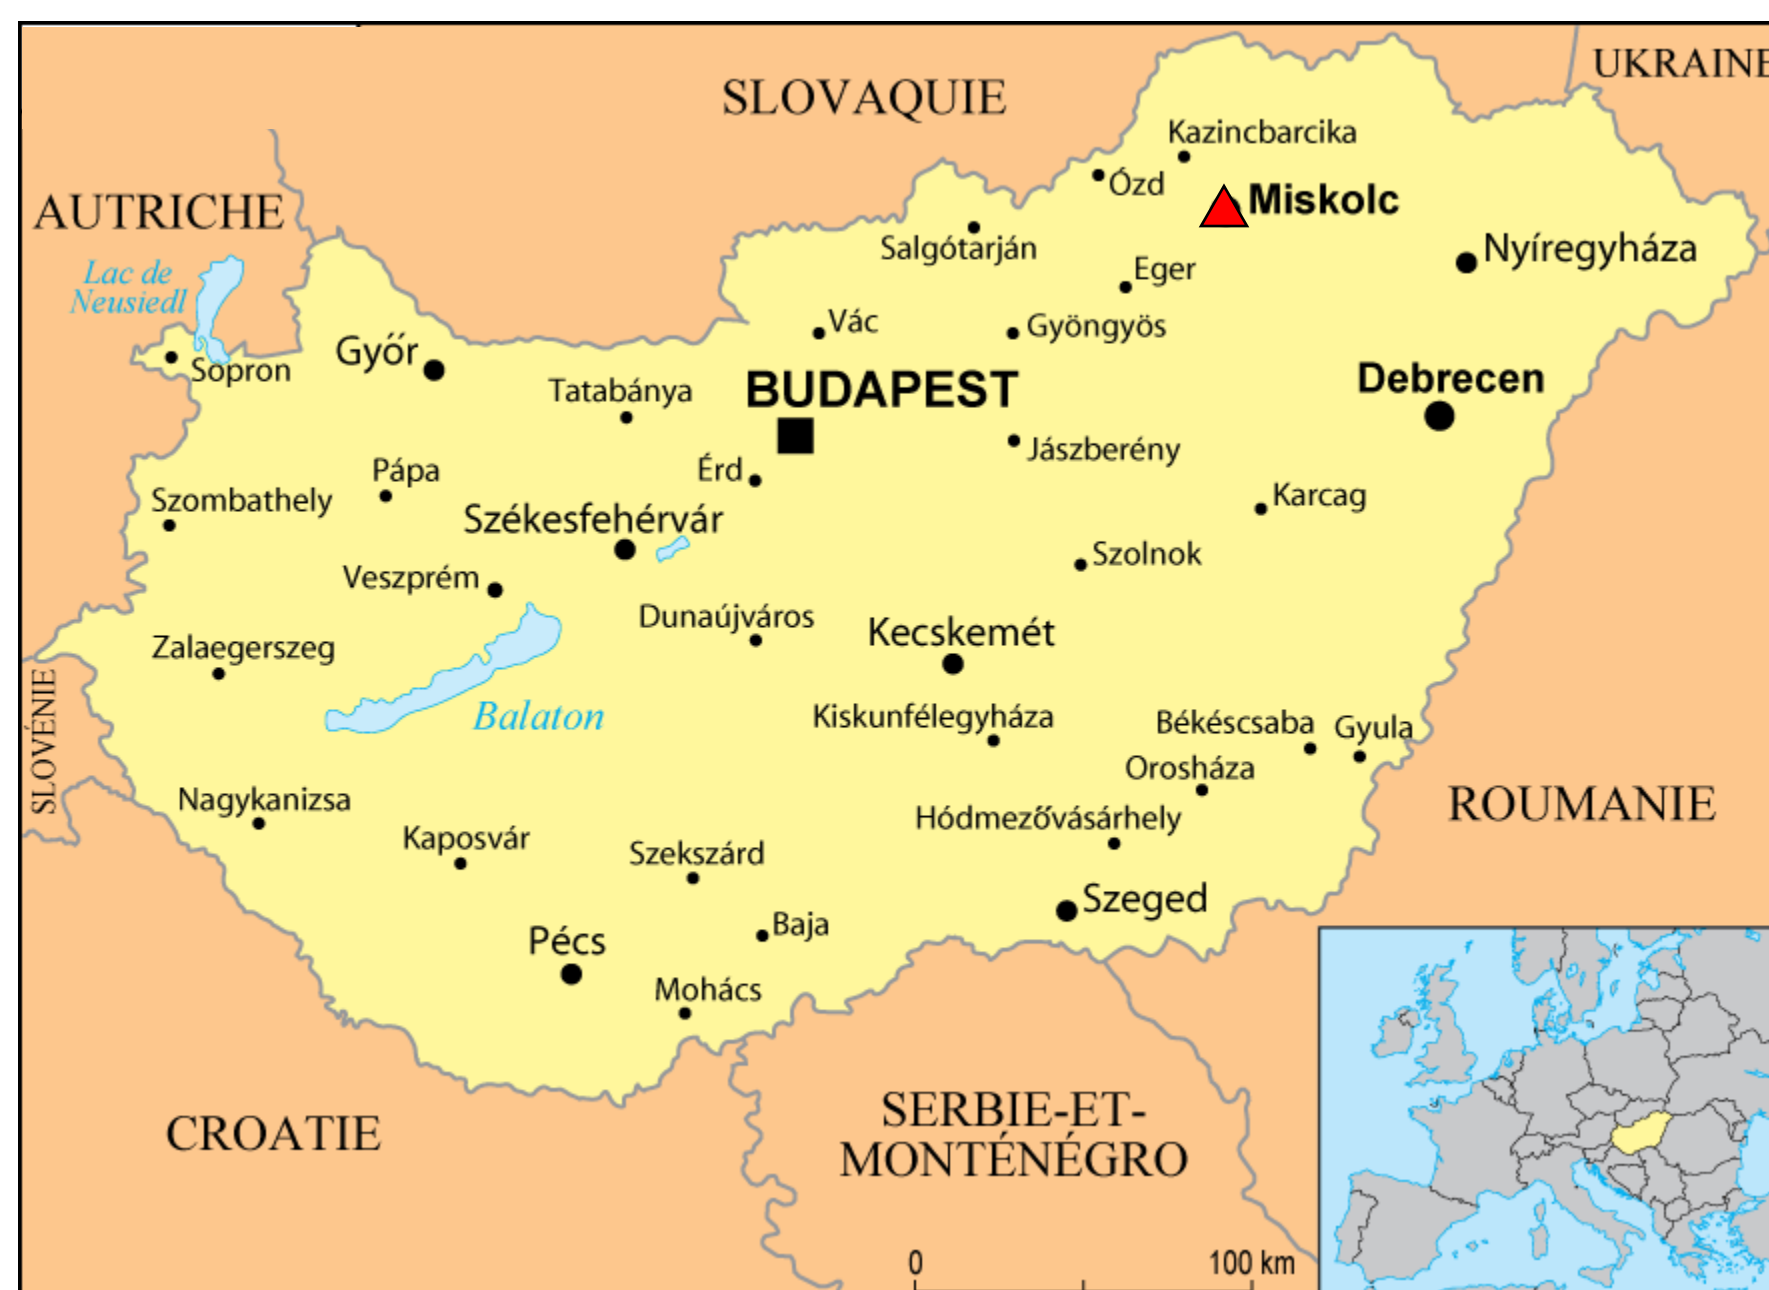 SLOVAQUIE
UKRAINE
Kazincbarcika
Ózd
Miskolc
AUTRICHE
Salgótarján
Nyíregyháza
Lac de
Neusiedl
Eger
Vác
Gyöngyös
Győr
Sopron
Tatabánya
BUDAPEST
Debrecen
Jászberény
Pápa
Érd
Szombathely
Karcag
Székesfehérvár
Szolnok
Veszprém
Dunaújváros
Kecskemét
Zalaegerszeg
SLOVÉNIE
Balaton
Kiskunfélegyháza
Békéscsaba
Gyula
Orosháza
Nagykanizsa
ROUMANIE
Hódmezővásárhely
Kaposvár
Szekszárd
Szeged
Baja
Pécs
Mohács
CROATIE
SERBIE-ET-
MONTÉNÉGRO
0
100 km